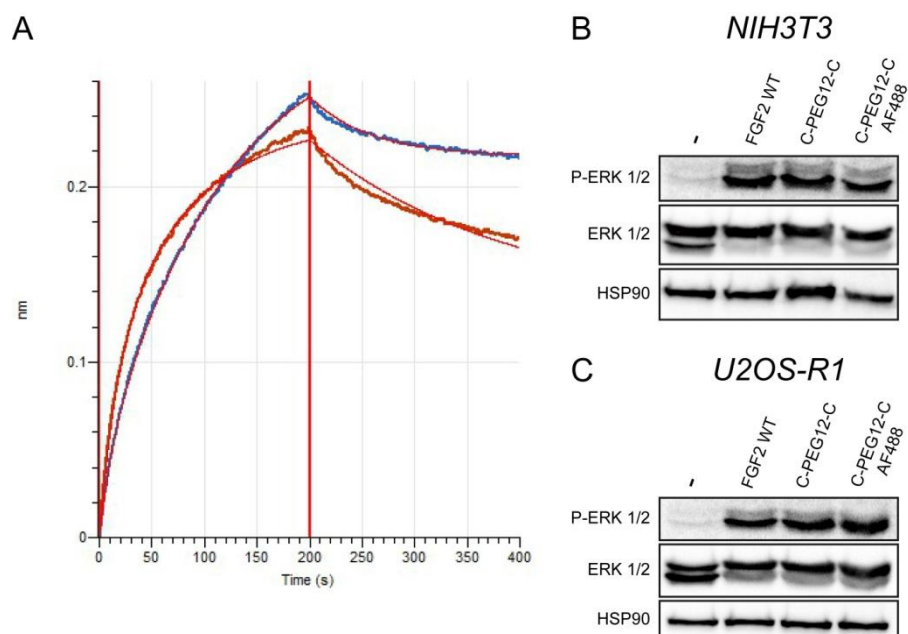 A
nm
0.2
0.1
0
0 50 100 150 200 250 300 350 400
Time (s)
B NIH3T3
- FGF2 WT C-PEG12-C C-PEG12-C AF488
P-ERK 1/2
ERK 1/2
HSP90
C U2OS-R1
- FGF2 WT C-PEG12-C C-PEG12-C AF488
P-ERK 1/2
ERK 1/2
HSP90